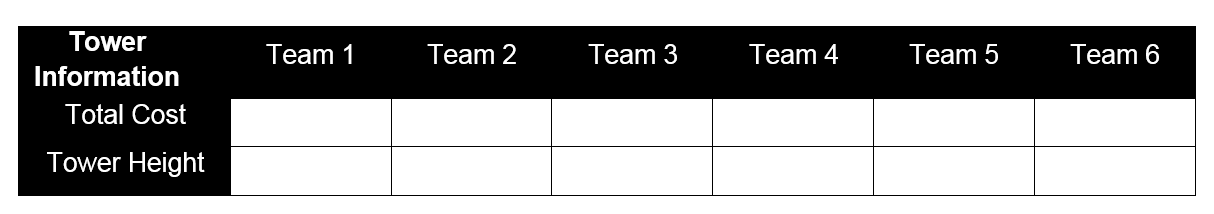 Tower
Information
Team 1
Team 2
Team 3
Team 4
Team 5
Team 6
Total Cost
Tower Height